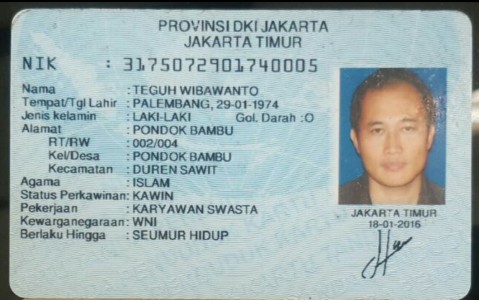 PROVINSI DKI JAKARTA
JAKARTA TIMUR
NIK : 3175072901740005
Nama : TEGUH WIBAWANTO
Tempat/Tgl Lahir : PALEMBANG, 29-01-1974
Jenis kelamin : LAKI-LAKI Gol. Darah :O
Alamat : PONDOK BAMBU
RT/RW : 002/004
Kel/Desa : PONDOK BAMBU
Kecamatan : DUREN SAWIT
Agama : ISLAM
Status Perkawinan: KAWIN
Pekerjaan : KARYAWAN SWASTA
Kewarganegaraan: WNI
Berlaku Hingga : SEUMUR HIDUP
JAKARTA TIMUR
18-01-2016